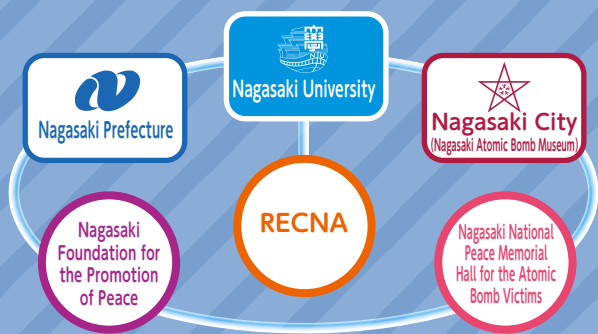 Nagasaki University
Nagasaki Prefecture
Nagasaki City
(Nagasaki Atomic Bomb Museum)
RECNA
Nagasaki
Foundation for
the Promotion
of Peace
Nagasaki National
Peace Memorial
Hall for the Atomic
Bomb Victims